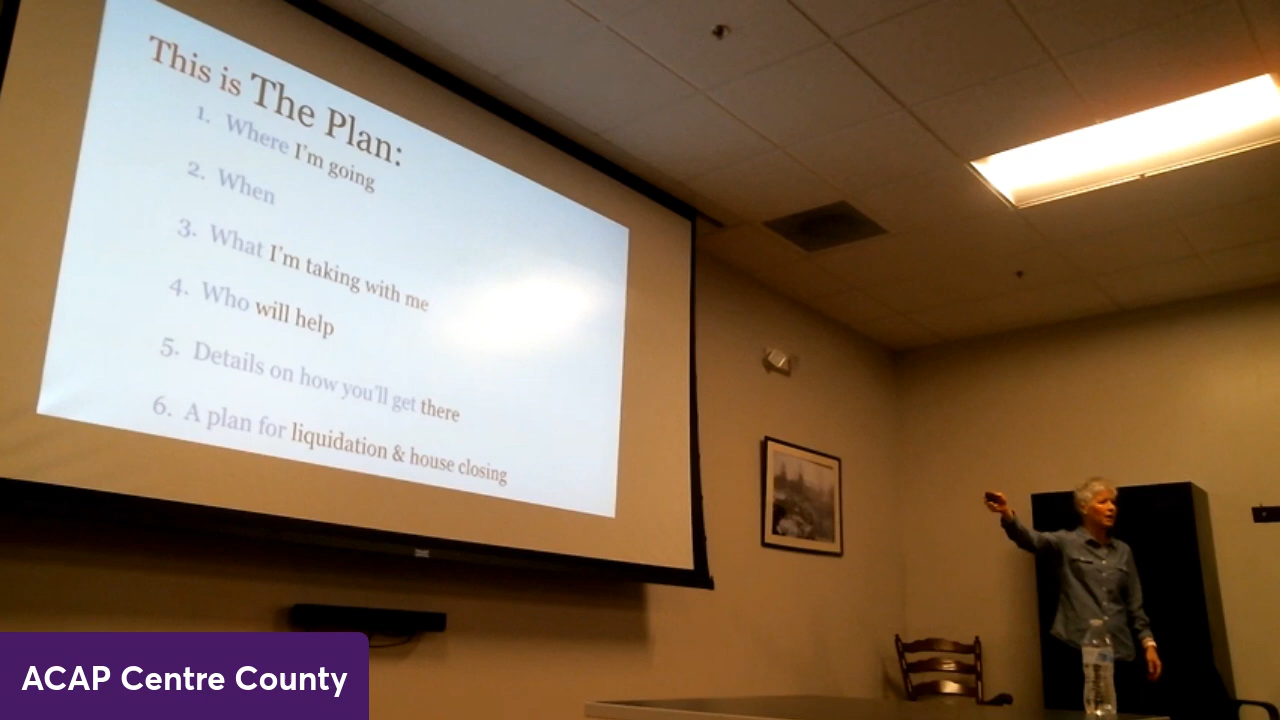 This is The Plan:
1. Where I'm going
2. When
3. What I'm taking with me
4. Who will help
5. Details on how you'll get there
6. A plan for liquidation & house closing
ACAP Centre County